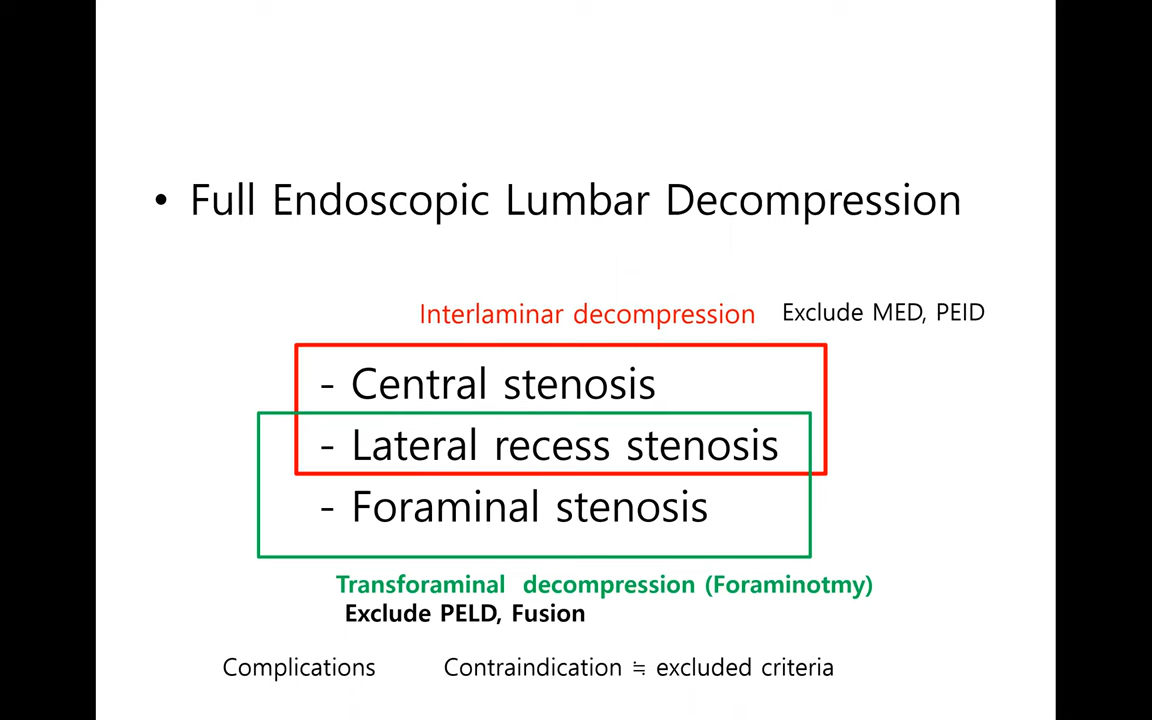 • Full Endoscopic Lumbar Decompression
Interlaminar decompression Exclude MED, PEID
- Central stenosis
- Lateral recess stenosis
- Foraminal stenosis
Transforaminal decompression (Foraminotmy)
Exclude PELD, Fusion
Complications Contraindication ≒ excluded criteria